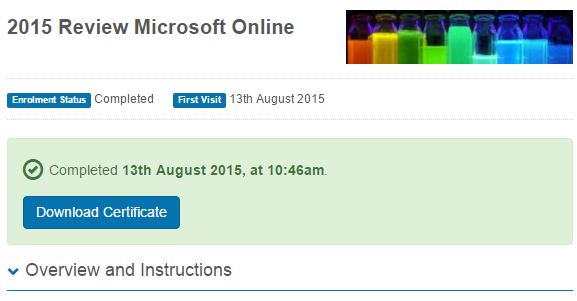 2015 Review Microsoft Online
Enrolment Status Completed First Visit 13th August 2015
Completed 13th August 2015, at 10:46am.
Download Certificate
Overview and Instructions